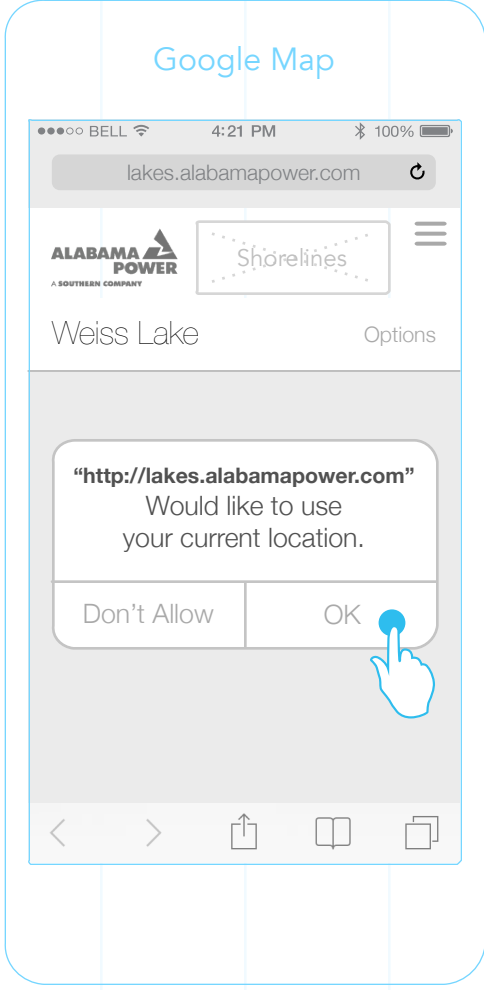 Google Map
BELL 4:21 PM 100%
lakes.alabamapower.com
ALABAMA
POWER
A SOUTHERN COMPANY
Shorelines
Weiss Lake Options
“http://lakes.alabamapower.com”
Would like to use
your current location.
Don’t Allow OK